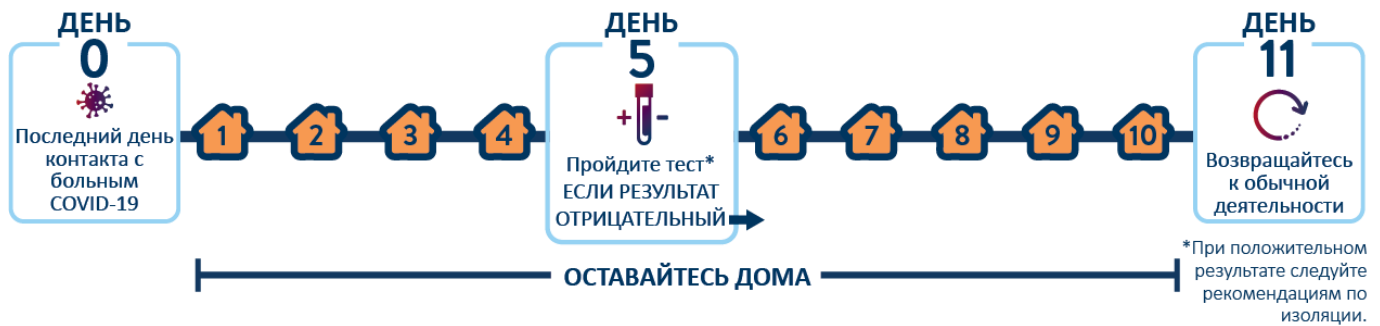 ДЕНЬ
0
Последний день
контакта с
больным
COVID-19
1
2
3
4
ДЕНЬ
5
+ -
Пройдите тест*
ЕСЛИ РЕЗУЛЬТАТ
ОТРИЦАТЕЛЬНЫЙ
6
7
8
9
10
ДЕНЬ
11
Возвращайтесь
к обычной
деятельности
ОСТАВАЙТЕСЬ ДОМА
*При положительном
результате следуйте
рекомендациям по
изоляции.